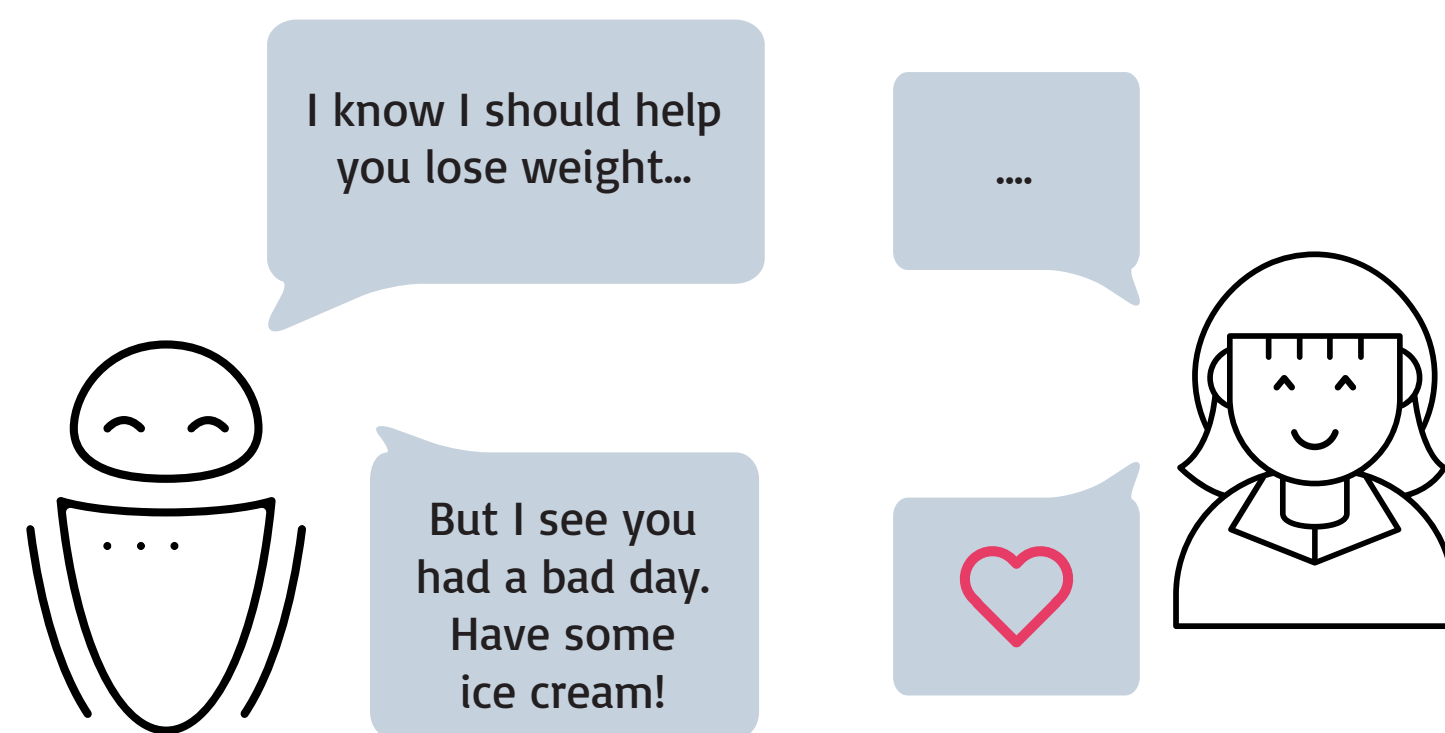 I know I should help
you lose weight...
....
But I see you
had a bad day.
Have some
ice cream!